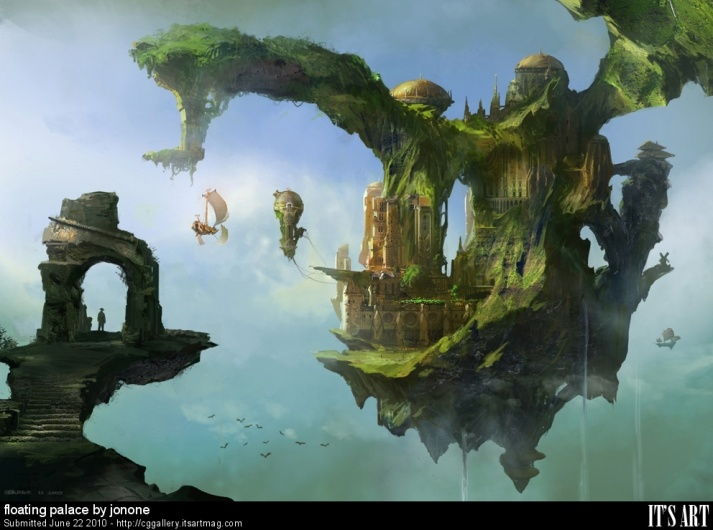 floating palace by jonone
Submitted June 22 2010 - http://cggallery.itsartmag.com
IT'S ART